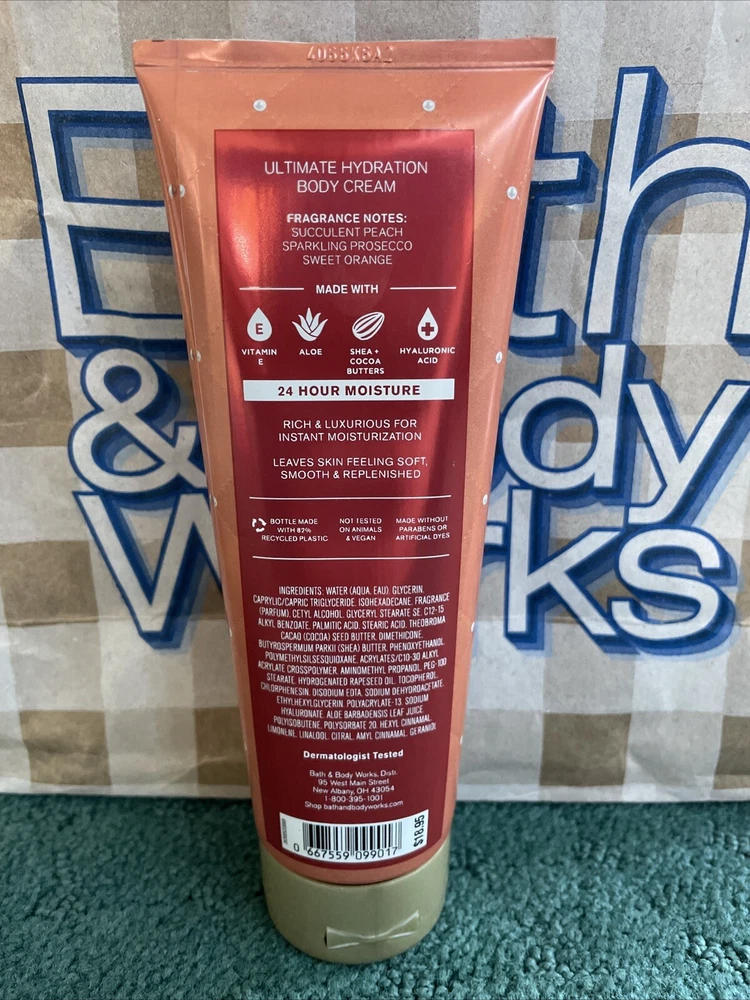 4055K5A2
Bath
& Body
Works
ULTIMATE HYDRATION
BODY CREAM
FRAGRANCE NOTES:
SUCCULENT PEACH
SPARKLING PROSECCO
SWEET ORANGE
MADE WITH
E
VITAMIN
E
ALOE
SHEA +
COCOA
BUTTERS
HYALURONIC
ACID
24 HOUR MOISTURE
RICH & LUXURIOUS FOR
INSTANT MOISTURIZATION
LEAVES SKIN FEELING SOFT,
SMOOTH & REPLENISHED
BOTTLE MADE
WITH 82%
RECYCLED PLASTIC
NOT TESTED
ON ANIMALS
& VEGAN
MADE WITHOUT
PARABENS OR
ARTIFICIAL DYES
INGREDIENTS: WATER (AQUA, EAU), GLYCERIN,
CAPRYLIC/CAPRIC TRIGLYCERIDE, ISOHEXADECANE, FRAGRANCE
(PARFUM), CETYL ALCOHOL, GLYCERYL STEARATE SE, C12-15
ALKYL BENZOATE, PALMITIC ACID, STEARIC ACID, THEOBROMA
CACAO (COCOA) SEED BUTTER, DIMETHICONE,
BUTYROSPERMUM PARKII (SHEA) BUTTER, PHENOXYETHANOL,
POLYMETHYLSILSESQUIOXANE, ACRYLATES/C10-30 ALKYL
ACRYLATE CROSSPOLYMER, AMINOMETHYL PROPANOL, PEG-100
STEARATE, HYDROGENATED RAPESEED OIL, TOCOPHEROL,
CHLORPHENESIN, DISODIUM EDTA, SODIUM DEHYDROACETATE,
ETHYLHEXYLGLYCERIN, POLYACRYLATE-13, SODIUM
HYALURONATE, ALOE BARBADENSIS LEAF JUICE,
POLYISOBUTENE, POLYSORBATE 20, HEXYL CINNAMAL,
LIMONENE, LINALOOL, CITRAL, AMYL CINNAMAL, GERANIOL
Dermatologist Tested
Bath & Body Works, Distr.
95 West Main Street
New Albany, OH 43054
1-800-395-1001
Shop bathandbodyworks.com
0 667559 099017
$18.95